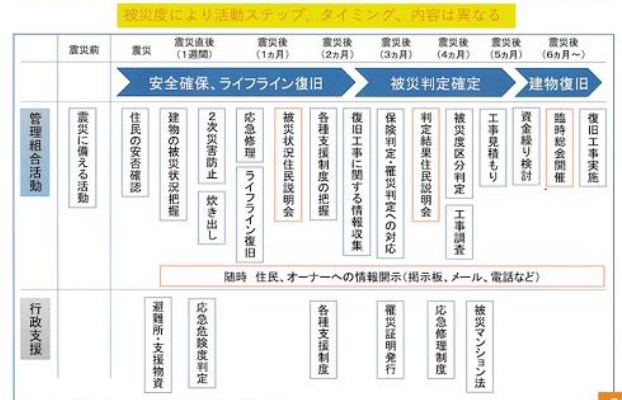 被災度により活動ステップ、タイミング、内容は異なる
震災前
震災
震災直後
(1週間)
震災後
(1ヵ月)
震災後
(2ヵ月)
震災後
(3ヵ月)
震災後
(4ヵ月)
震災後
(5ヵ月)
震災後
(6ヵ月～)
安全確保、ライフライン復旧
被災判定確定
建物復旧
管理組合活動
震災に備える活動
住民の安否確認
建物の被災状況把握
2次災害防止
炊き出し
応急修理
ライフライン復旧
被災状況住民説明会
各種支援制度の把握
復旧工事に関する情報収集
保険判定・罹災判定への対応
判定結果住民説明会
被災度区分判定
工事調査
工事見積もり
資金繰り検討
臨時総会開催
復旧工事実施
随時 住民、オーナーへの情報開示(掲示板、メール、電話など)
行政支援
避難所・支援物資
応急危険度判定
各種支援制度
罹災証明発行
応急修理制度
被災マンション法